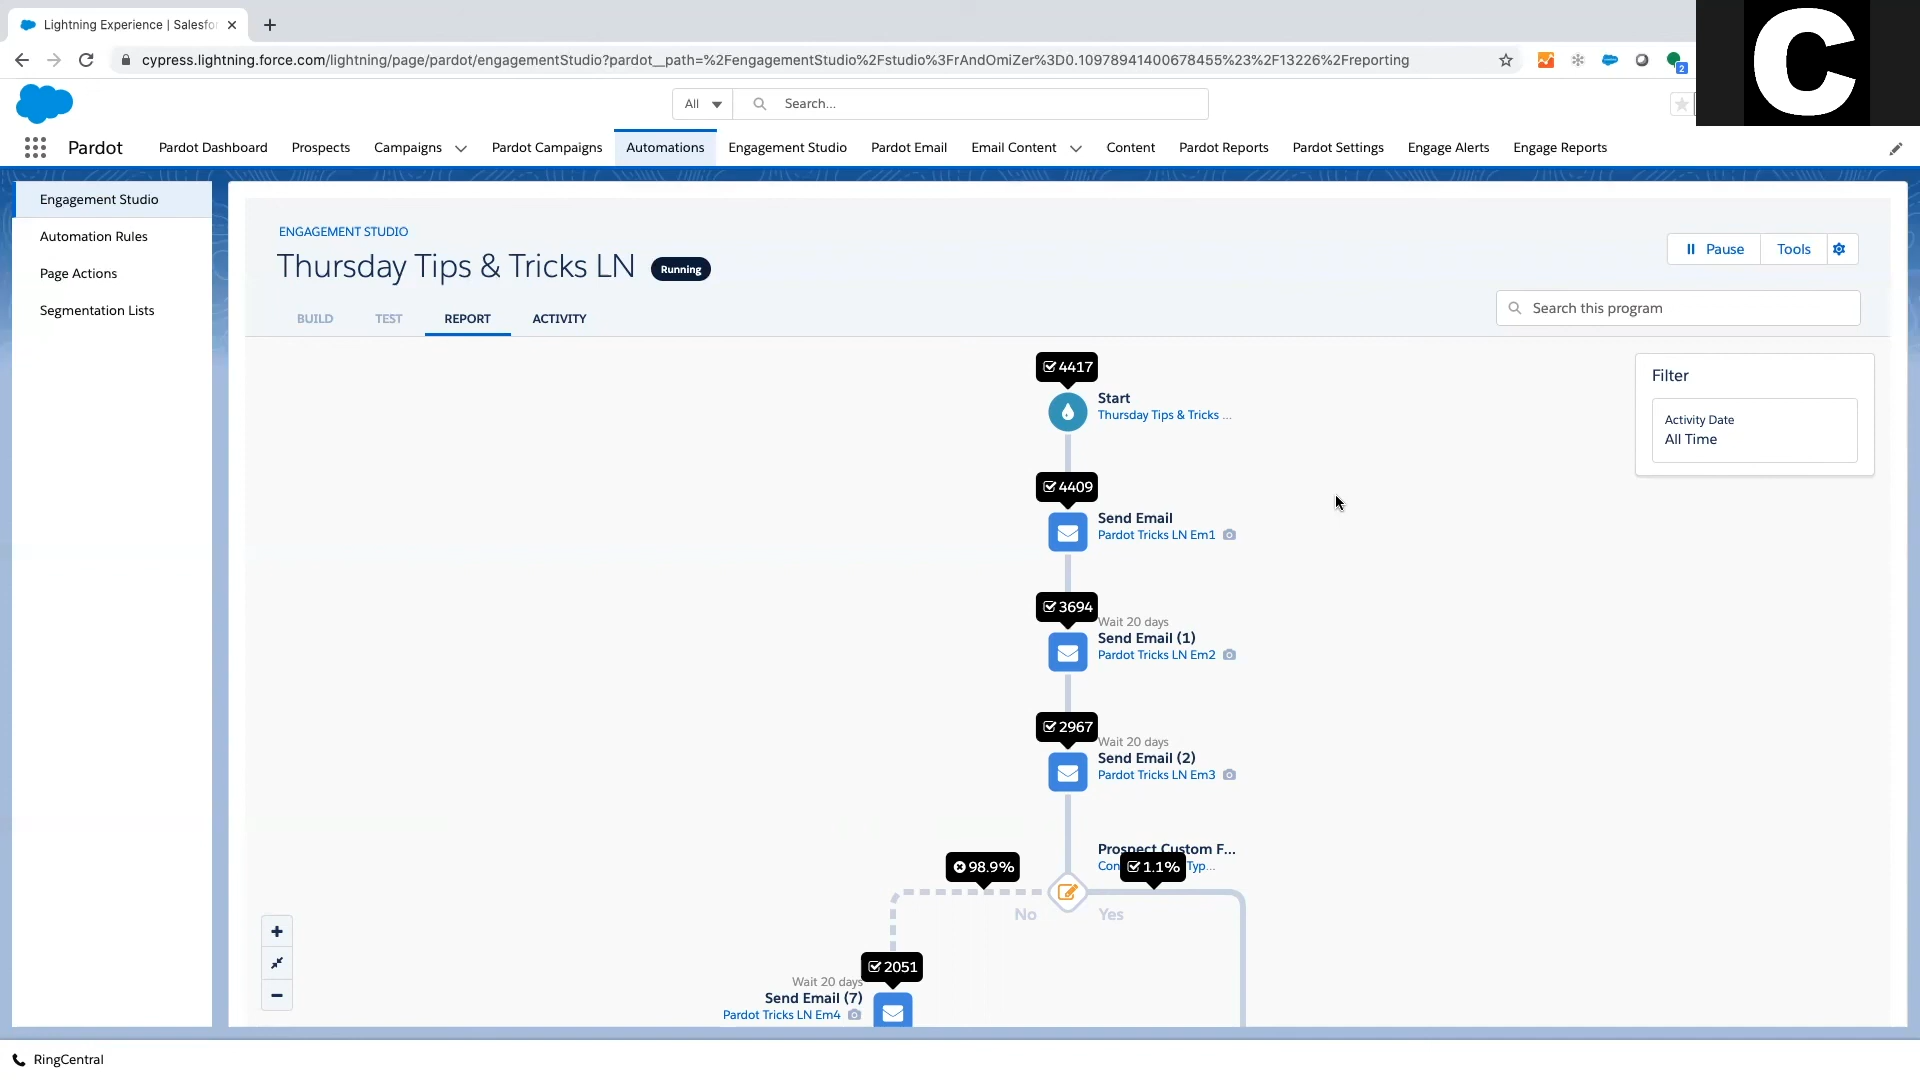 Lightning Experience | Salesfo
cypress.lightning.force.com/lightning/page/pardot/engagementStudio?pardot__path=%2FengagementStudio%2Fstudio%3FrAndOmiZer%3D0.10978941400678455%23%2F13226%2Freporting
2
C
All
Search...
Pardot
Pardot Dashboard
Prospects
Campaigns
Pardot Campaigns
Automations
Engagement Studio
Pardot Email
Email Content
Content
Pardot Reports
Pardot Settings
Engage Alerts
Engage Reports
Engagement Studio
Automation Rules
Page Actions
Segmentation Lists
ENGAGEMENT STUDIO
Thursday Tips & Tricks LN
Running
Pause
Tools
BUILD
TEST
REPORT
ACTIVITY
Search this program
Filter
Activity Date
All Time
4417
Start
Thursday Tips & Tricks ...
4409
Send Email
Pardot Tricks LN Em1
3694
Wait 20 days
Send Email (1)
Pardot Tricks LN Em2
2967
Wait 20 days
Send Email (2)
Pardot Tricks LN Em3
Prospect Custom F...
Con
Typ...
98.9%
1.1%
No
Yes
2051
Wait 20 days
Send Email (7)
Pardot Tricks LN Em4
RingCentral